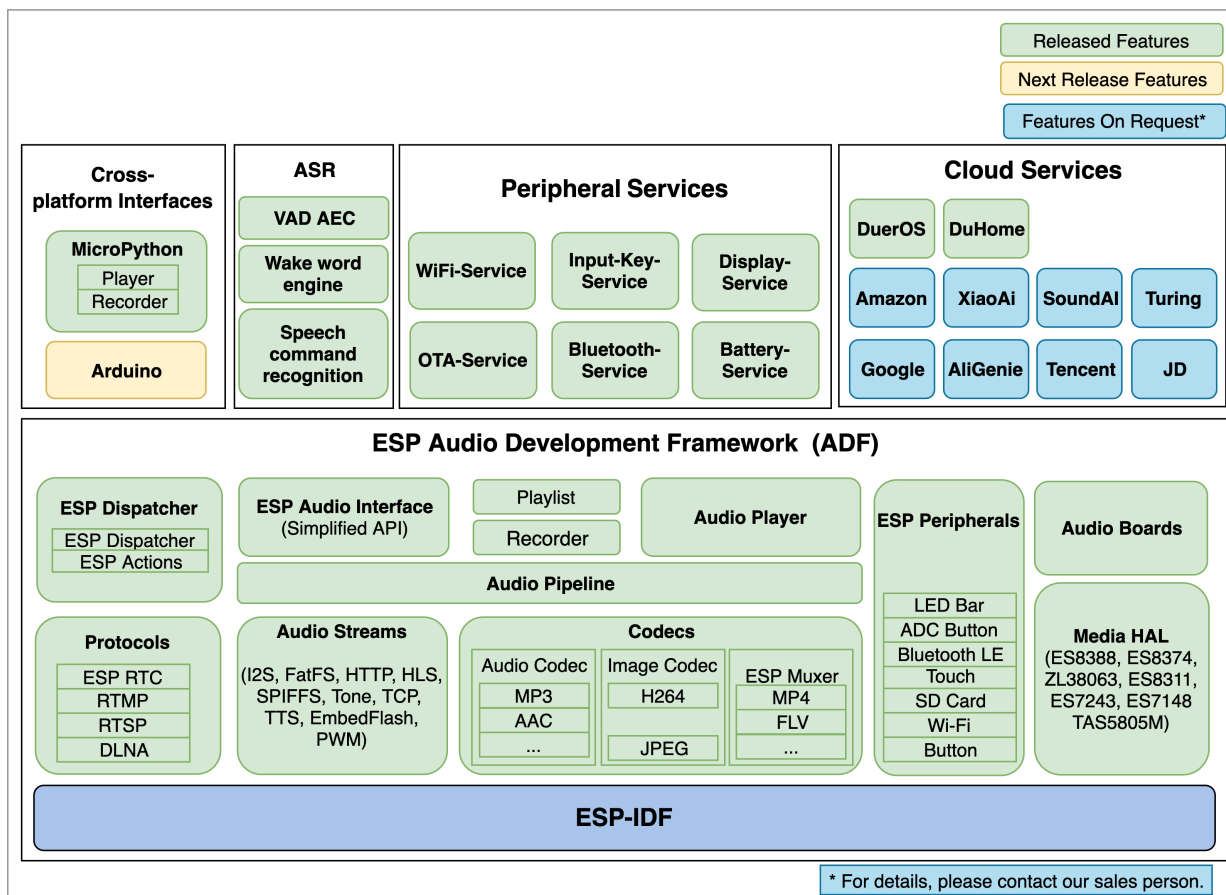 Released Features
Next Release Features
Features On Request*
Cross-
platform Interfaces
MicroPython
Player
Recorder
Arduino
ASR
VAD AEC
Wake word
engine
Speech
command
recognition
Peripheral Services
WiFi-Service
Input-Key-
Service
Display-
Service
OTA-Service
Bluetooth-
Service
Battery-
Service
Cloud Services
DuerOS
DuHome
Amazon
XiaoAi
SoundAI
Turing
Google
AliGenie
Tencent
JD
ESP Audio Development Framework (ADF)
ESP Dispatcher
ESP Dispatcher
ESP Actions
ESP Audio Interface
(Simplified API)
Playlist
Recorder
Audio Player
Audio Pipeline
Protocols
ESP RTC
RTMP
RTSP
DLNA
Audio Streams
(I2S, FatFS, HTTP, HLS,
SPIFFS, Tone, TCP,
TTS, EmbedFlash,
PWM)
Codecs
Audio Codec
MP3
AAC
...
Image Codec
H264
JPEG
ESP Muxer
MP4
FLV
...
ESP Peripherals
LED Bar
ADC Button
Bluetooth LE
Touch
SD Card
Wi-Fi
Button
Audio Boards
Media HAL
(ES8388, ES8374,
ZL38063, ES8311,
ES7243, ES7148
TAS5805M)
ESP-IDF
* For details, please contact our sales person.